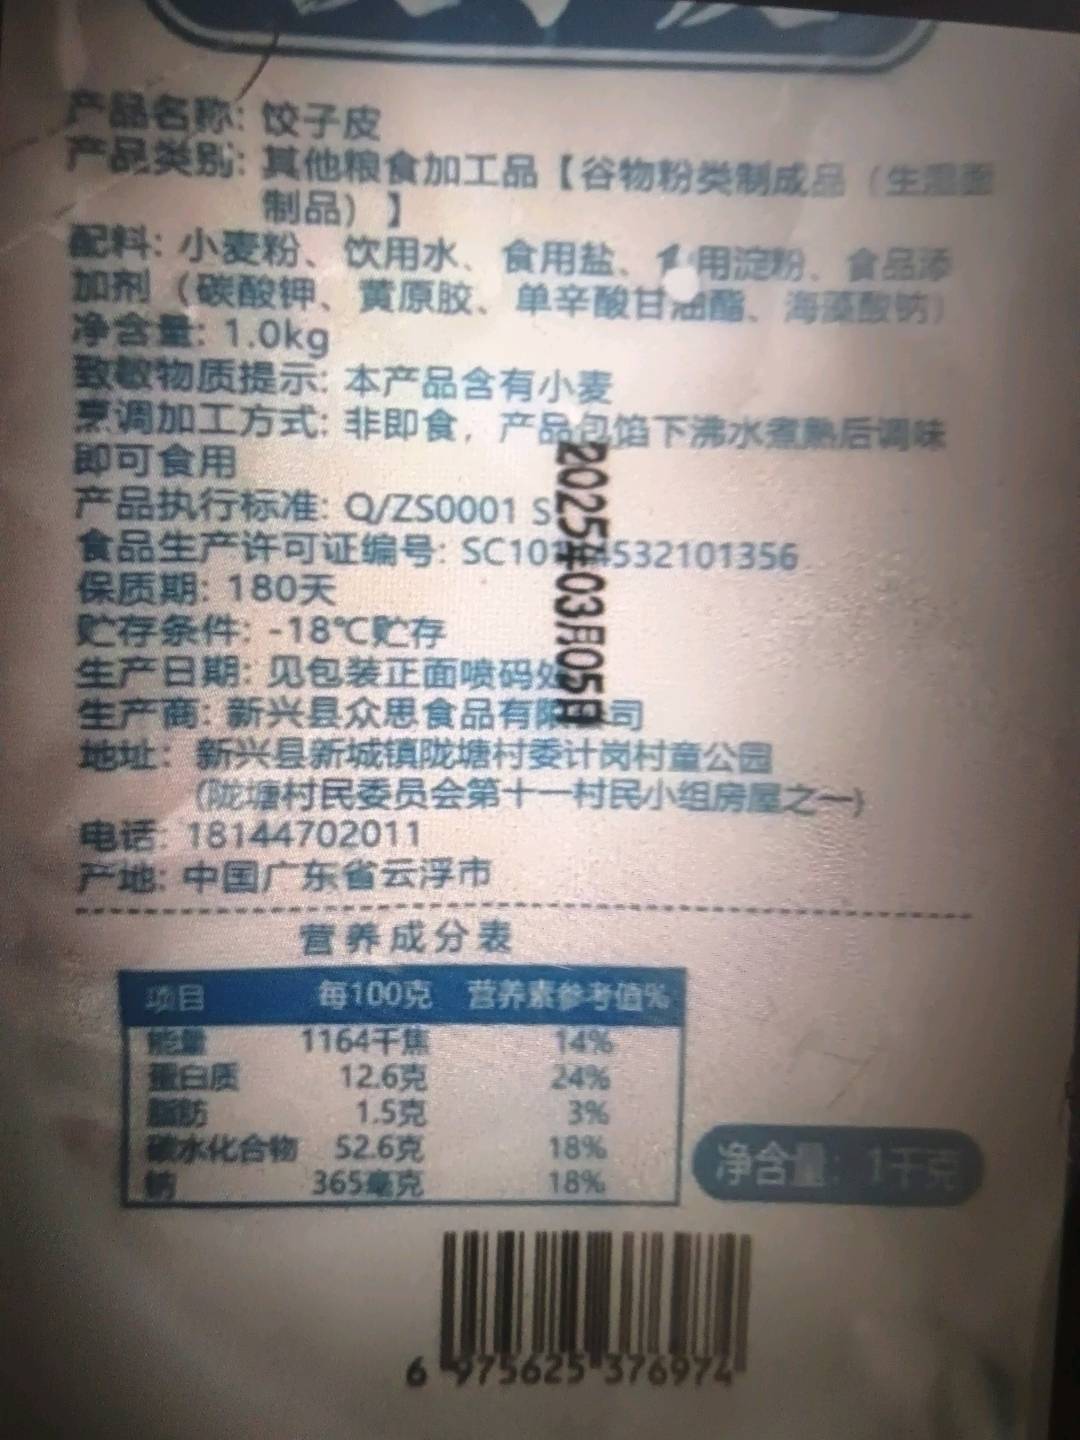 产品名称: 饺子皮
产品类别: 其他粮食加工品【谷物粉类制成品（生湿面
制品）】
配料: 小麦粉、饮用水、食用盐、食用淀粉、食品添
加剂（碳酸钾、黄原胶、单辛酸甘油酯、海藻酸钠）
净含量: 1.0kg
致敏物质提示: 本产品含有小麦
烹调加工方式: 非即食，产品包馅下沸水煮熟后调味
即可食用
产品执行标准: Q/ZS0001 S
食品生产许可证编号: SC10 4532101356
保质期: 180天
贮存条件: -18℃贮存
生产日期: 见包装正面喷码处
生产商: 新兴县众思食品有限公司
地址: 新兴县新城镇陇塘村委计岗村童公园
(陇塘村民委员会第十一村民小组房屋之一)
电话: 18144702011
产地: 中国广东省云浮市
2025年03月05日
营养成分表
项目 每100克 营养素参考值%
能量 1164千焦 14%
蛋白质 12.6克 24%
脂肪 1.5克 3%
碳水化合物 52.6克 18%
钠 365毫克 18%
净含量: 1千克
6 975625 376974